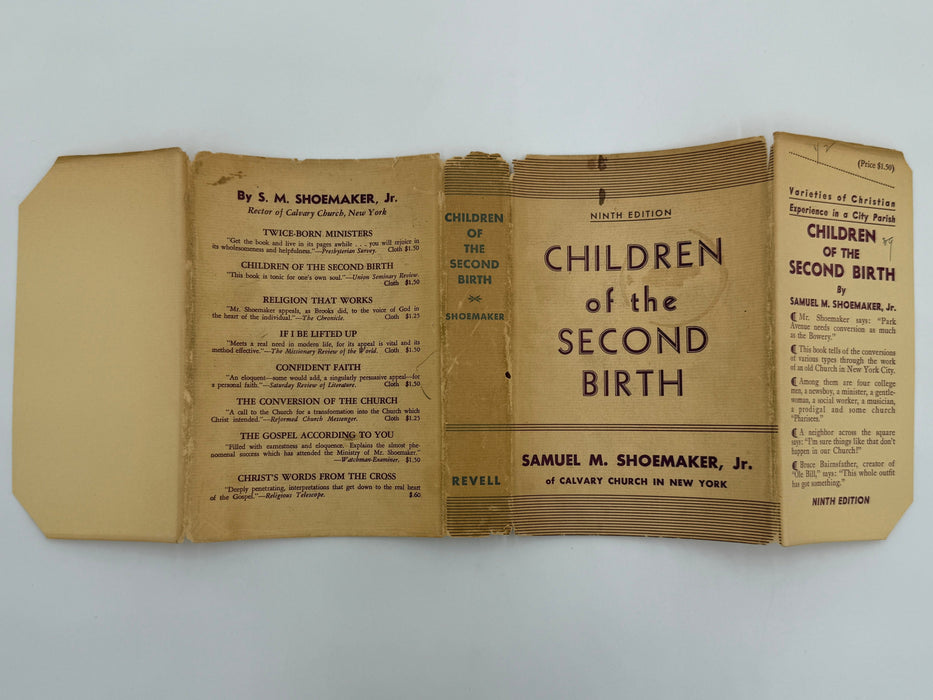 By S. M. SHOEMAKER, Jr.
Rector of Calvary Church, New York
TWICE-BORN MINISTERS
"Get the book and live in its pages awhile . . . you will rejoice in
its wholesomeness and helpfulness."—Presbyterian Survey. Cloth $1.50
CHILDREN OF THE SECOND BIRTH
"This book is tonic for one's own soul."—Union Seminary Review.
Cloth $1.50
RELIGION THAT WORKS
"Mr. Shoemaker appeals, as Brooks did, to the voice of God in
the heart of the individual."—The Chronicle. Cloth $1.25
IF I BE LIFTED UP
"Meets a real need in modern life, for its appeal is vital and its
method effective."—The Missionary Review of the World. Cloth $1.50
CONFIDENT FAITH
"An eloquent—some would add, a singularly persuasive appeal—for
a personal faith."—Saturday Review of Literature. Cloth $1.50
THE CONVERSION OF THE CHURCH
"A call to the Church for a transformation into the Church which
Christ intended."—Reformed Church Messenger. Cloth $1.25
THE GOSPEL ACCORDING TO YOU
"Filled with earnestness and eloquence. Explains the almost phe-
nomenal success which has attended the Ministry of Mr. Shoemaker."
—Watchman-Examiner. $1.50
CHRIST'S WORDS FROM THE CROSS
"Deeply penetrating, interpretations that get down to the real heart
of the Gospel."—Religious Telescope. $.60
CHILDREN
OF
THE
SECOND
BIRTH
SHOEMAKER
REVELL
NINTH EDITION
CHILDREN
of the
SECOND
BIRTH
SAMUEL M. SHOEMAKER, Jr.
of CALVARY CHURCH IN NEW YORK
(Price $1.50)
Varieties of Christian
Experience in a City Parish
CHILDREN
OF THE
SECOND BIRTH
By
SAMUEL M. SHOEMAKER, Jr.
¶ Mr. Shoemaker says: "Park
Avenue needs conversion as much
as the Bowery."
¶ This book tells of the conversions
of various types through the work
of an old Church in New York City.
¶ Among them are four college
men, a newsboy, a minister, a gentle-
woman, a social worker, a musician,
a prodigal and some church
"Pharisees."
¶ A neighbor across the square
says: "I'm sure things like that don't
happen in our Church!"
¶ Bruce Bairnsfather, creator of
"Ole Bill," says: "This whole outfit
has got something."
NINTH EDITION